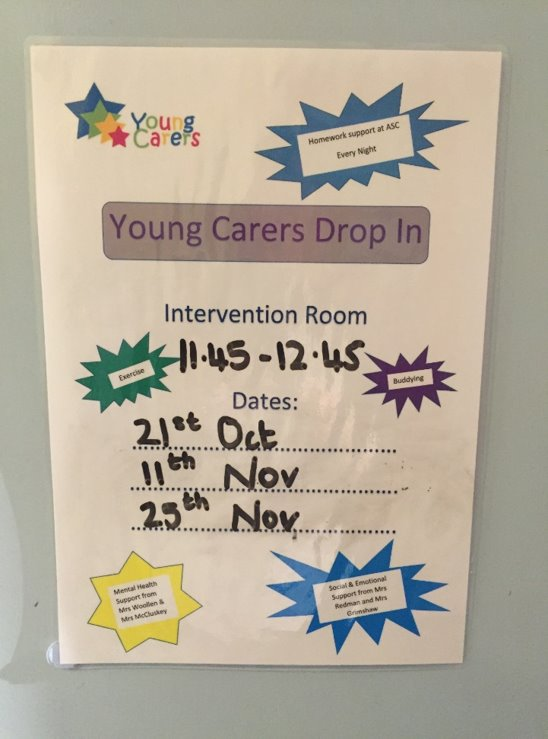 Young
Carers
Homework support at ASC
Every Night
Young Carers Drop In
Intervention Room
11.45 - 12.45
Exercise
Buddying
Dates:
21st Oct
11th Nov
25th Nov
Mental Health
Support from
Mrs Woollen &
Mrs McCluskey
Social & Emotional
Support from Mrs
Redman and Mrs
Grimshaw